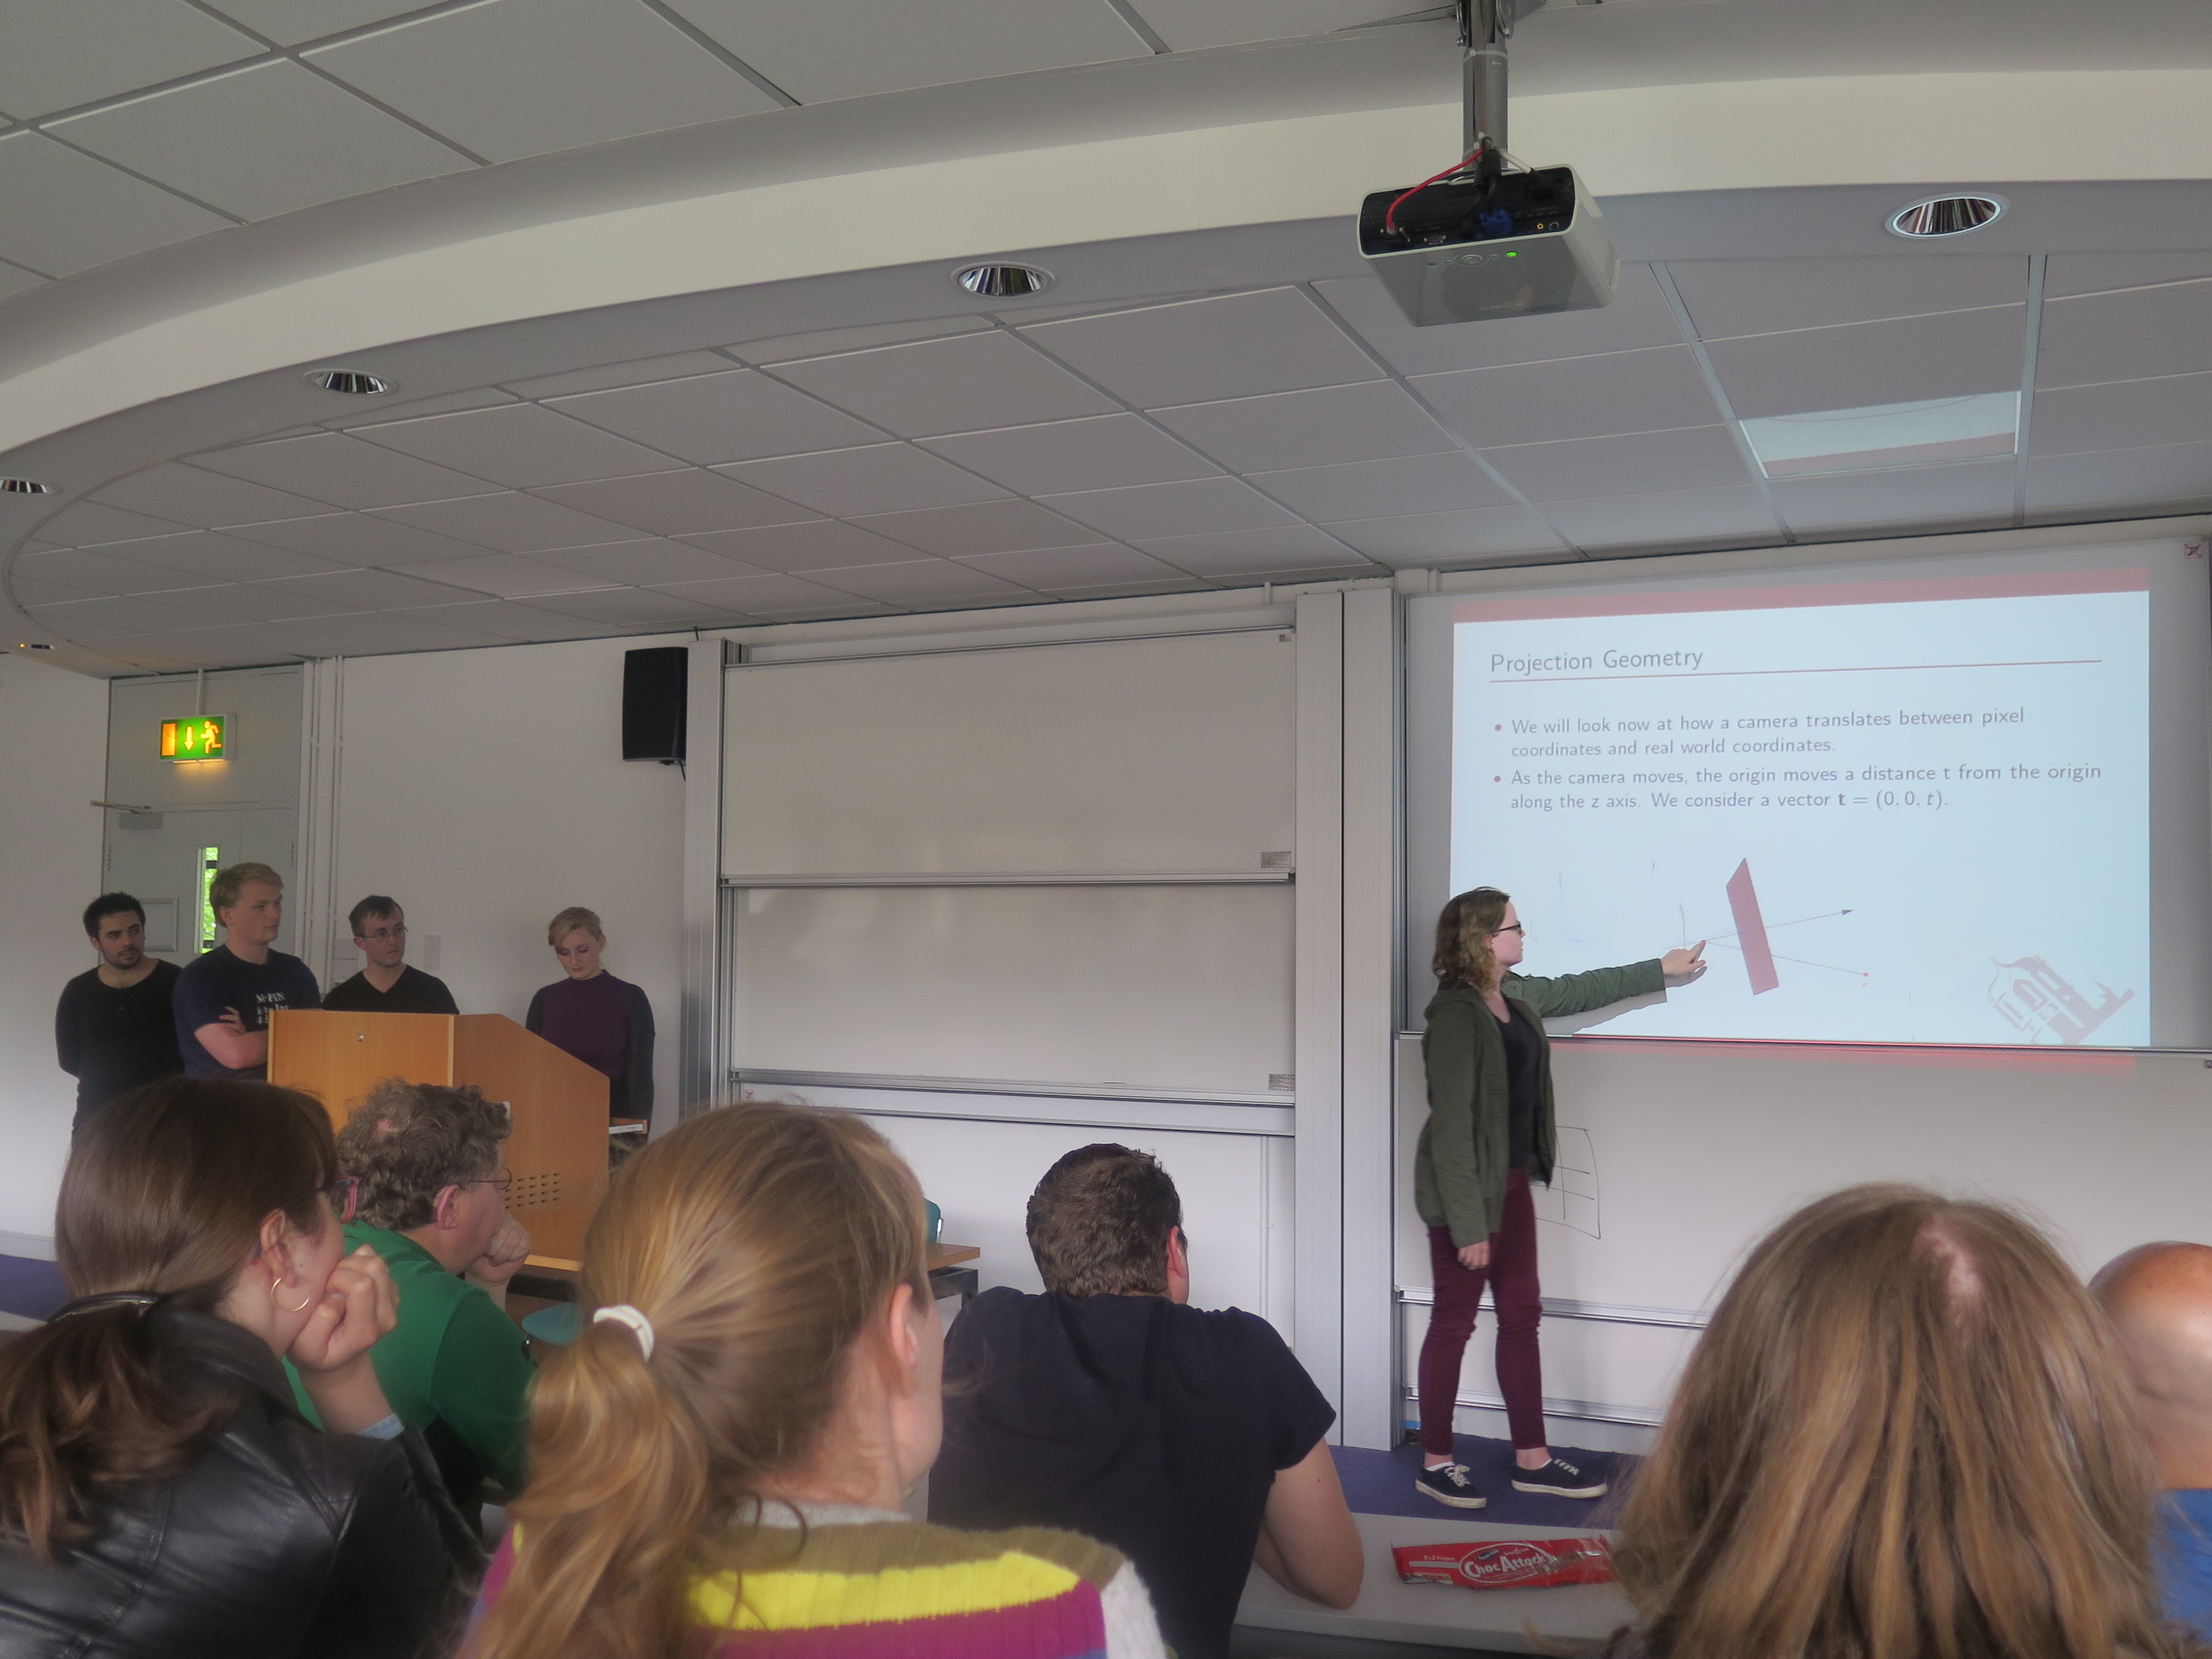 Projection Geometry
We will look now at how a camera translates between pixel
coordinates and real world coordinates.
As the camera moves, the origin moves a distance t from the origin
along the z axis. We consider a vector t = (0, 0, t).
Choc Attack